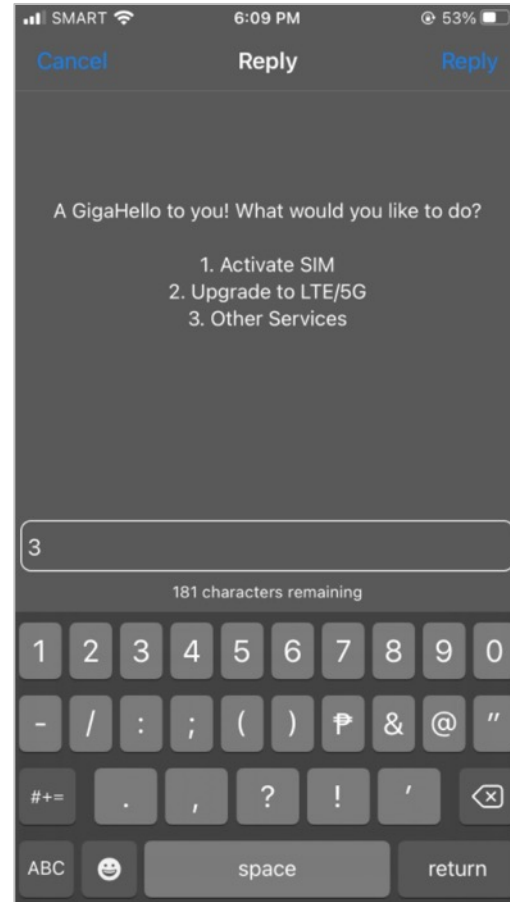 SMART 6:09 PM 53%
Cancel Reply Reply
A GigaHello to you! What would you like to do?
1. Activate SIM
2. Upgrade to LTE/5G
3. Other Services
3
181 characters remaining
1 2 3 4 5 6 7 8 9 0
- / : ; ( ) ₱ & @ "
#+= . , ? ! '
ABC space return